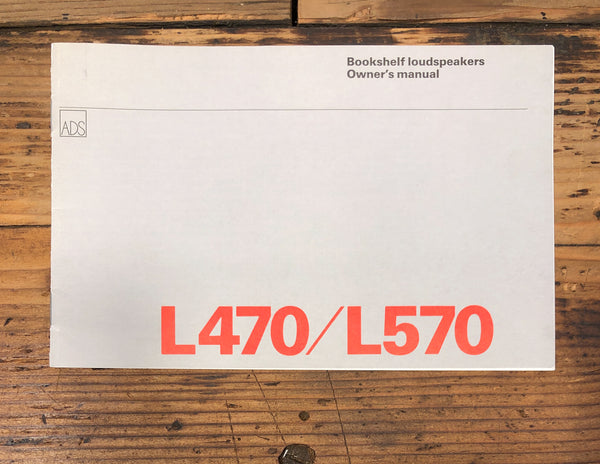 Bookshelf loudspeakers
Owner's manual
ADS
L470/L570